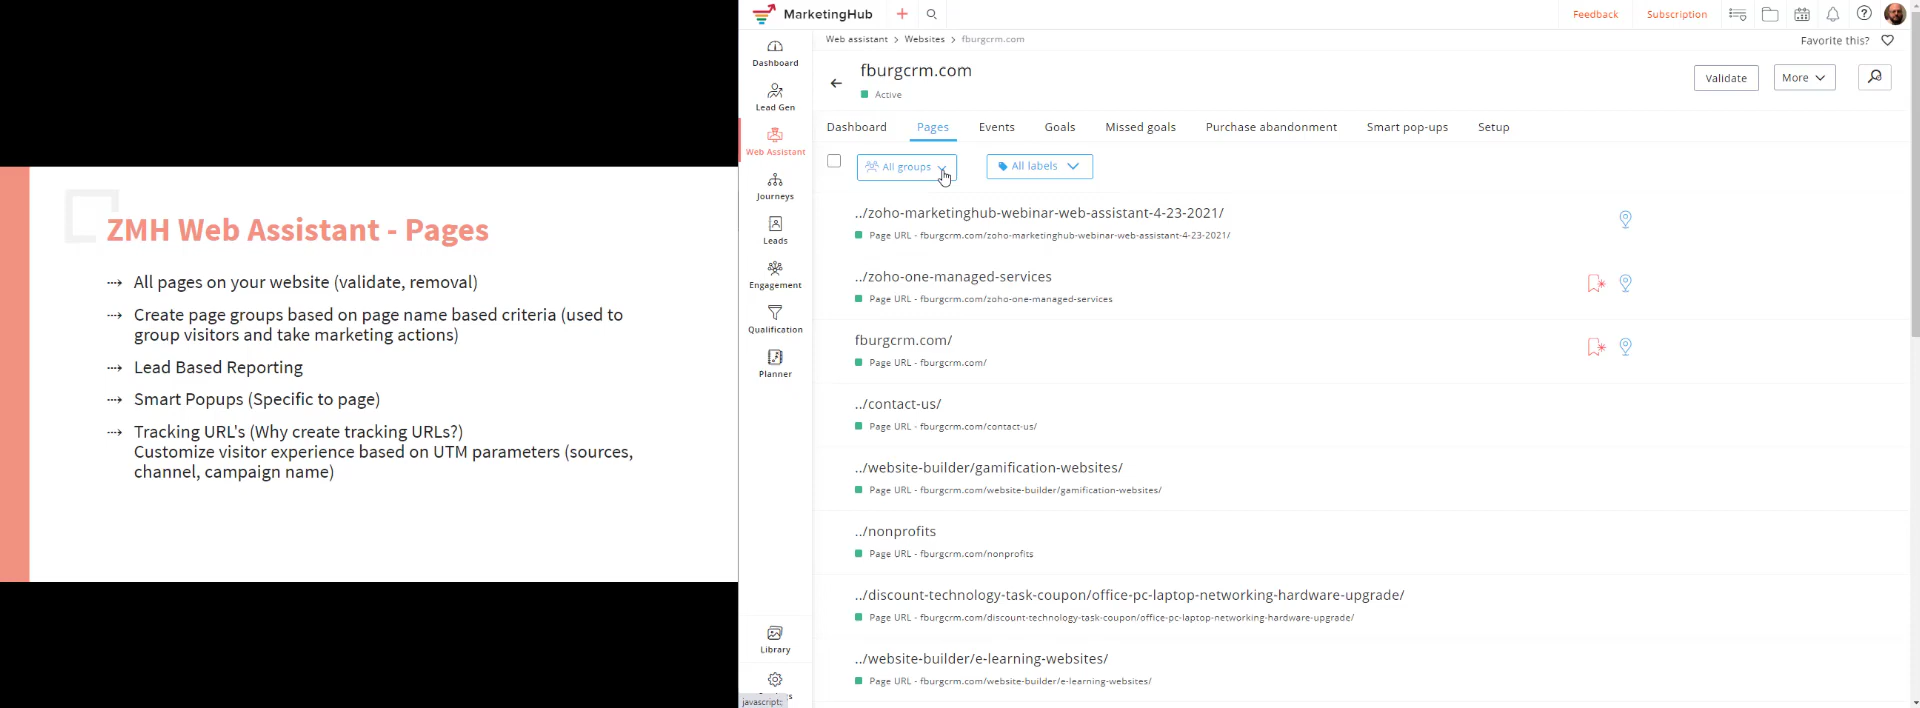 ZMH Web Assistant - Pages
All pages on your website (validate, removal)
Create page groups based on page name based criteria (used to
group visitors and take marketing actions)
Lead Based Reporting
Smart Popups (Specific to page)
Tracking URL's (Why create tracking URLs?)
Customize visitor experience based on UTM parameters (sources,
channel, campaign name)
MarketingHub
Feedback
Subscription
Dashboard
Lead Gen
Web Assistant
Journeys
Leads
Engagement
Qualification
Planner
Library
javascript:
Web assistant > Websites > fburgcrm.com
Favorite this?
fburgcrm.com
Active
Validate
More
Dashboard Pages Events Goals Missed goals Purchase abandonment Smart pop-ups Setup
All groups
All labels
../zoho-marketinghub-webinar-web-assistant-4-23-2021/
Page URL - fburgcrm.com/zoho-marketinghub-webinar-web-assistant-4-23-2021/
../zoho-one-managed-services
Page URL - fburgcrm.com/zoho-one-managed-services
fburgcrm.com/
Page URL - fburgcrm.com/
../contact-us/
Page URL - fburgcrm.com/contact-us/
../website-builder/gamification-websites/
Page URL - fburgcrm.com/website-builder/gamification-websites/
../nonprofits
Page URL - fburgcrm.com/nonprofits
../discount-technology-task-coupon/office-pc-laptop-networking-hardware-upgrade/
Page URL - fburgcrm.com/discount-technology-task-coupon/office-pc-laptop-networking-hardware-upgrade/
../website-builder/e-learning-websites/
Page URL - fburgcrm.com/website-builder/e-learning-websites/